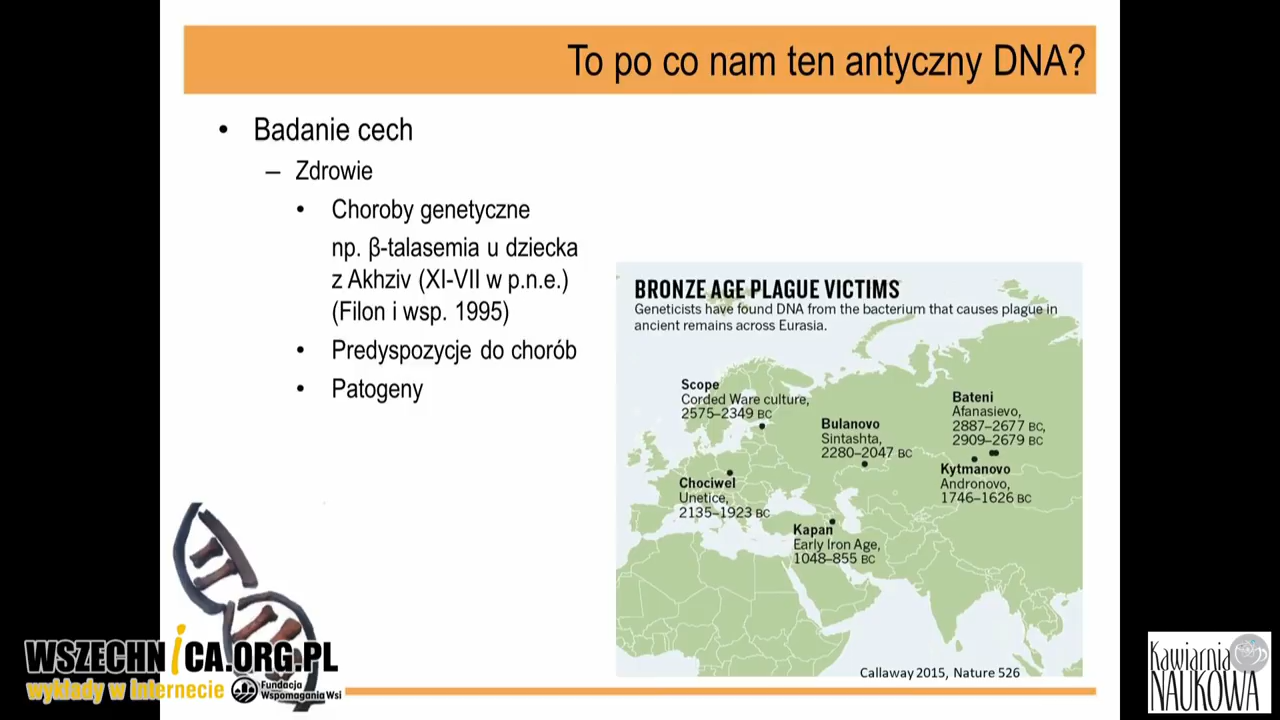 To po co nam ten antyczny DNA?
• Badanie cech
– Zdrowie
• Choroby genetyczne
np. β-talasemia u dziecka
z Akhziv (XI-VII w p.n.e.)
(Filon i wsp. 1995)
• Predyspozycje do chorób
• Patogeny
BRONZE AGE PLAGUE VICTIMS
Geneticists have found DNA from the bacterium that causes plague in
ancient remains across Eurasia.
Scope
Corded Ware culture,
2575–2349 BC
Bulanovo
Sintashta,
2280–2047 BC
Bateni
Afanasievo,
2887–2677 BC,
2909–2679 BC
Kytmanovo
Andronovo,
1746–1626 BC
Chociwel
Unetice,
2135–1923 BC
Kapan
Early Iron Age,
1048–855 BC
Callaway 2015, Nature 526
WSZECHNiCA.ORG.PL
wykłady w internecie
Fundacja
Wspomagania Wsi
Kawiarnia
NAUKOWA